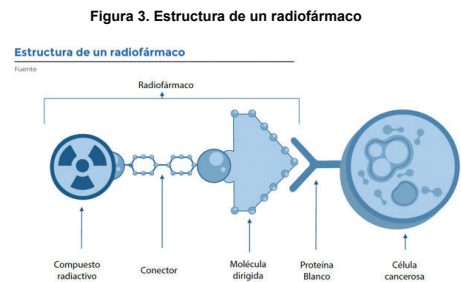 Figura 3. Estructura de un radiofármaco
Estructura de un radiofármaco
Fuente
Radiofármaco
Compuesto
radiactivo
Conector
Molécula
dirigida
Proteína
Blanco
Célula
cancerosa